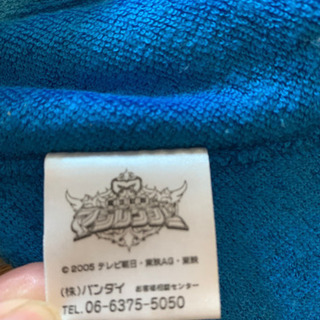 マジレンジャー
© 2005 テレビ朝日・東映AG・東映
(株)バンダイ お客様相談センター
TEL. 06-6375-5050